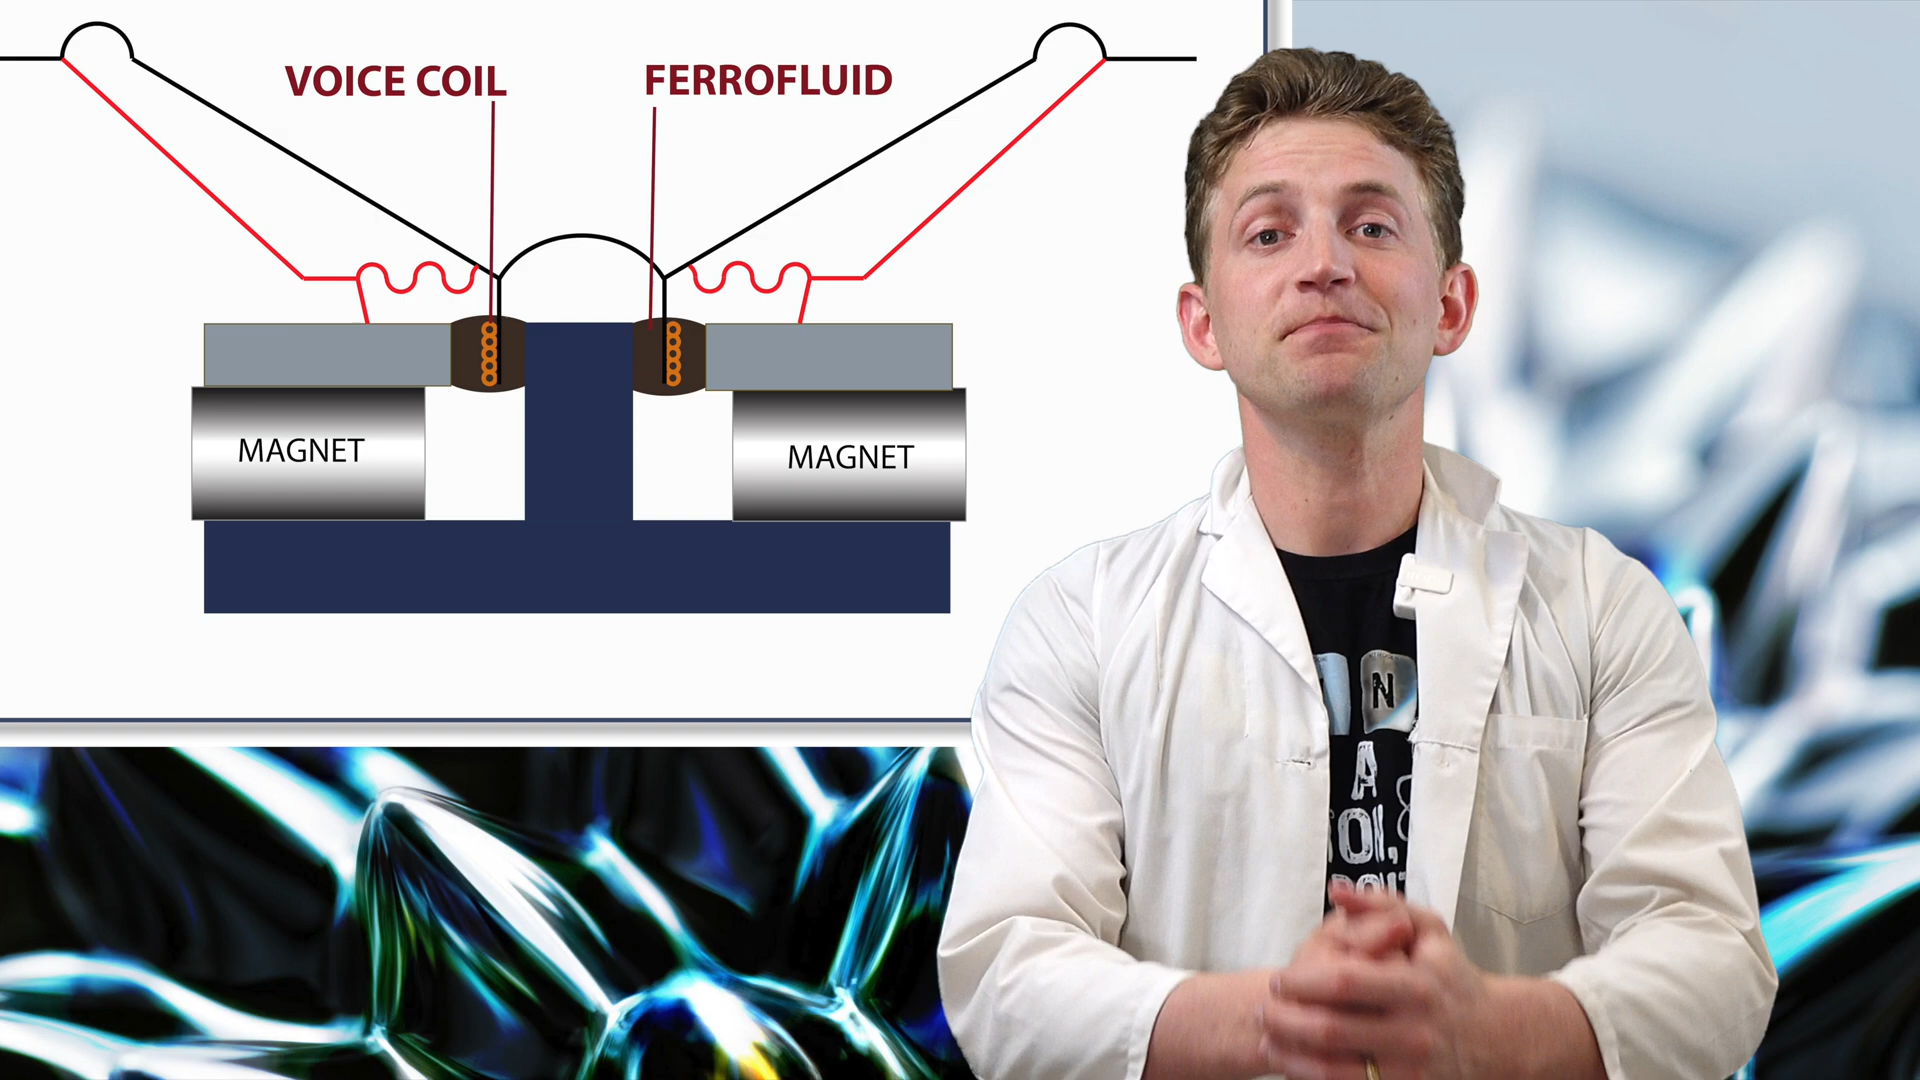 VOICE COIL
FERROFLUID
MAGNET
MAGNET
N
A